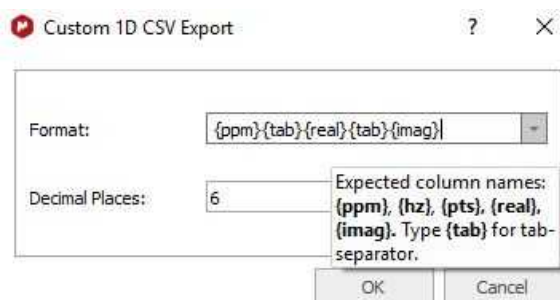 Custom 1D CSV Export ? X
Format: {ppm}{tab}{real}{tab}{imag}
Decimal Places: 6
Expected column names:
{ppm}, {hz}, {pts}, {real},
{imag}. Type {tab} for tab-
separator.
OK Cancel